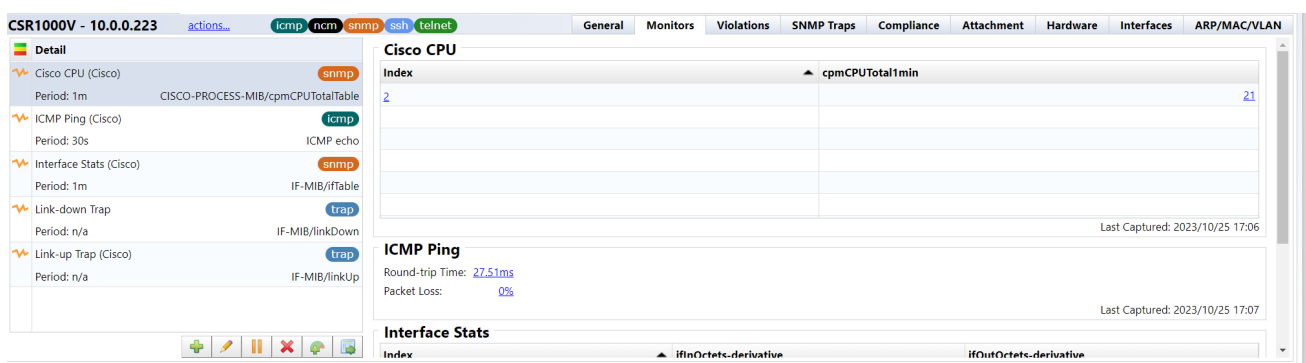 CSR1000V - 10.0.0.223 actions... icmp ncm snmp ssh telnet General Monitors Violations SNMP Traps Compliance Attachment Hardware Interfaces ARP/MAC/VLAN
Detail
Cisco CPU (Cisco) snmp
Period: 1m CISCO-PROCESS-MIB/cpmCPUTotalTable
ICMP Ping (Cisco) icmp
Period: 30s ICMP echo
Interface Stats (Cisco) snmp
Period: 1m IF-MIB/ifTable
Link-down Trap trap
Period: n/a IF-MIB/linkDown
Link-up Trap (Cisco) trap
Period: n/a IF-MIB/linkUp
Cisco CPU
Index cpmCPUTotal1min
2 21
Last Captured: 2023/10/25 17:06
ICMP Ping
Round-trip Time: 27.51ms
Packet Loss: 0%
Last Captured: 2023/10/25 17:07
Interface Stats
Index ifInOctets-derivative ifOutOctets-derivative